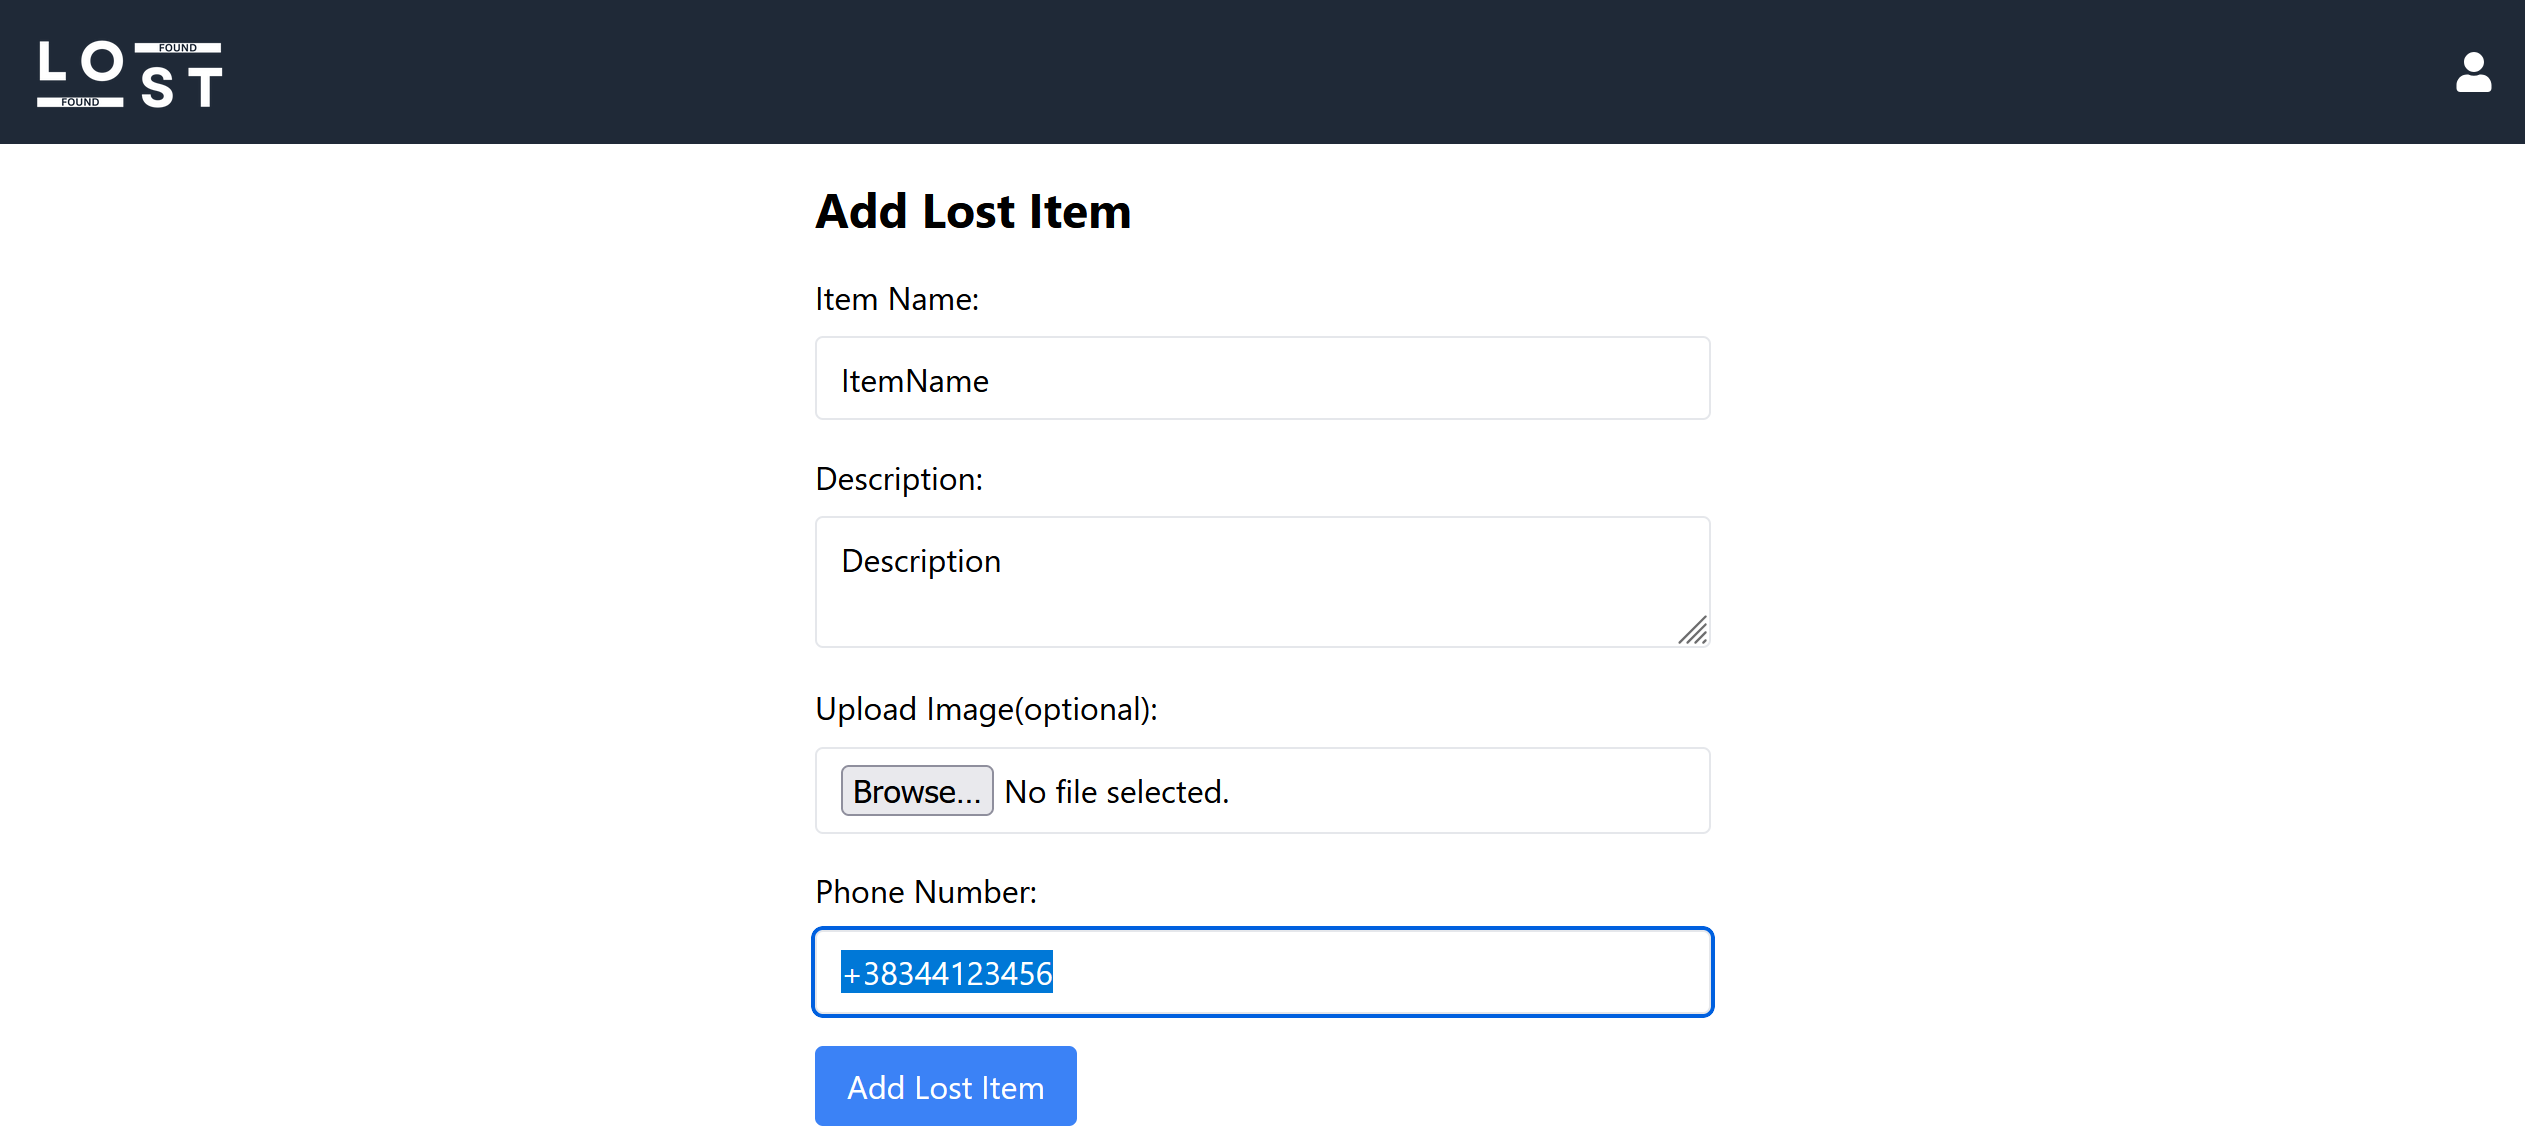 LO FOUND
FOUND ST
Add Lost Item
Item Name:
ItemName
Description:
Description
Upload Image(optional):
Browse... No file selected.
Phone Number:
+38344123456
Add Lost Item